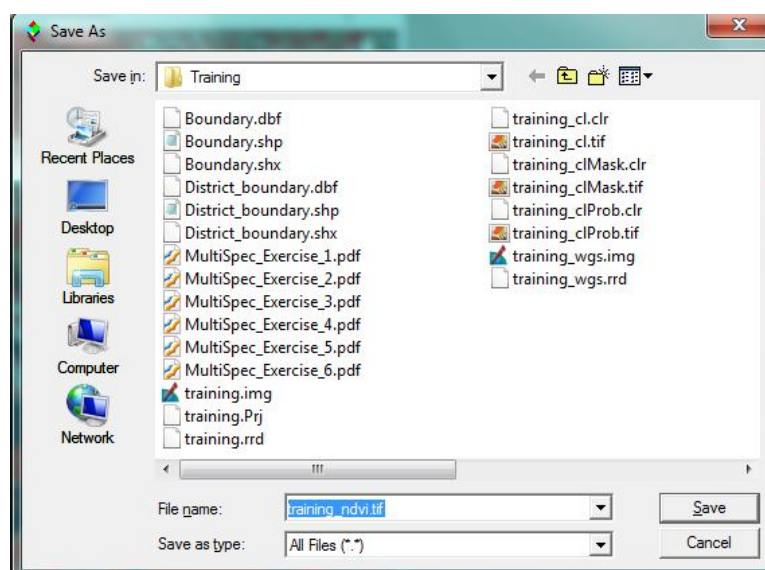 Save As
Save in:
Training
Recent Places
Desktop
Libraries
Computer
Network
Boundary.dbf
Boundary.shp
Boundary.shx
District_boundary.dbf
District_boundary.shp
District_boundary.shx
MultiSpec_Exercise_1.pdf
MultiSpec_Exercise_2.pdf
MultiSpec_Exercise_3.pdf
MultiSpec_Exercise_4.pdf
MultiSpec_Exercise_5.pdf
MultiSpec_Exercise_6.pdf
training.img
training.Prj
training.rrd
training_cl.clr
training_cl.tif
training_clMask.clr
training_clMask.tif
training_clProb.clr
training_clProb.tif
training_wgs.img
training_wgs.rrd
File name:
training_ndvi.tif
Save
Save as type:
All Files (*.*)
Cancel